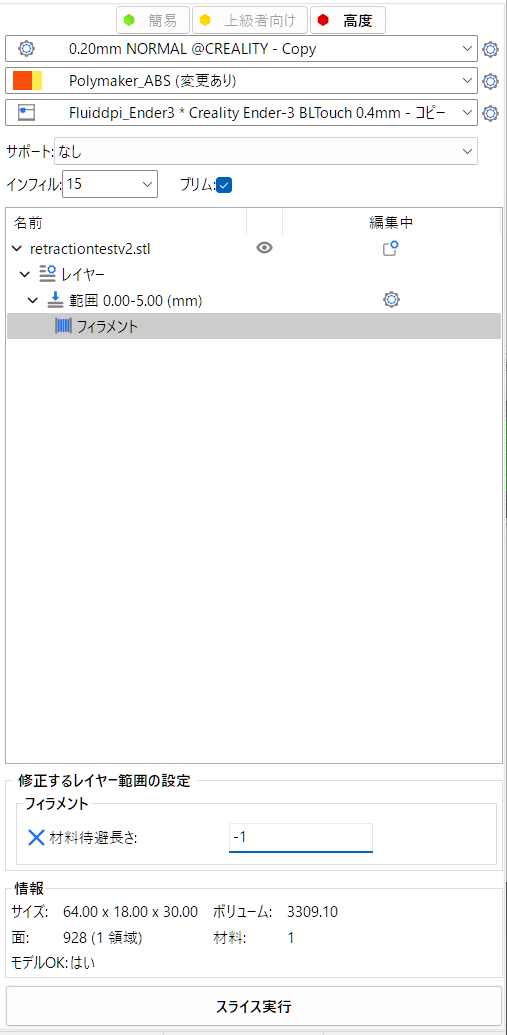 簡易 上級者向け 高度
0.20mm NORMAL @CREALITY - Copy
Polymaker_ABS (変更あり)
Fluiddpi_Ender3 * Creality Ender-3 BLTouch 0.4mm - コピー
サポート: なし
インフィル: 15 ブリム:
名前 編集中
retractiontestv2.stl
レイヤー
範囲 0.00-5.00 (mm)
フィラメント
修正するレイヤー範囲の設定
フィラメント
材料待避長さ: -1
情報
サイズ: 64.00 x 18.00 x 30.00 ボリューム: 3309.10
面: 928 (1 領域) 材料: 1
モデルOK: はい
スライス実行